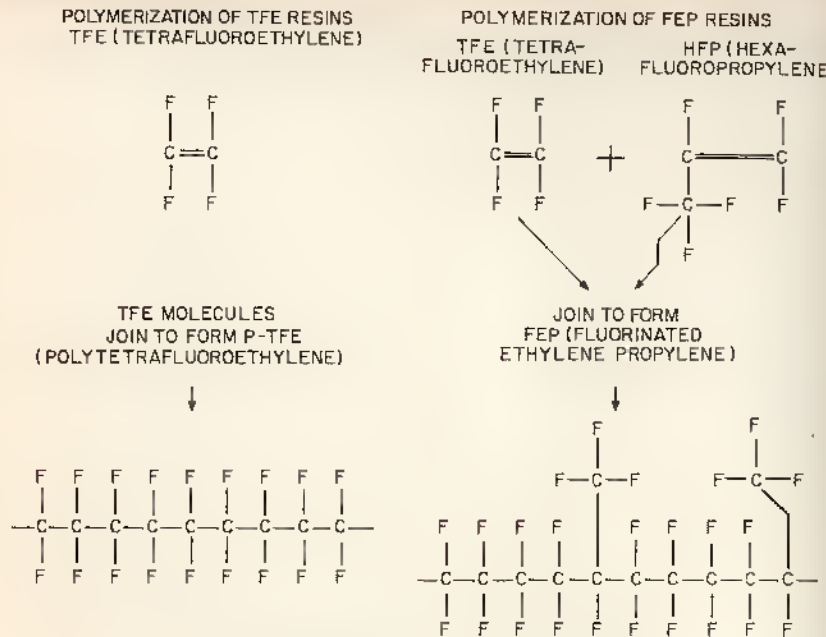 POLYMERIZATION OF TFE RESINS
TFE (TETRAFLUOROETHYLENE)
F F
C=C
F F
TFE MOLECULES
JOIN TO FORM P-TFE
(POLYTETRAFLUOROETHYLENE)
F F F F F F F F F
—C—C—C—C—C—C—C—C—C—
F F F F F F F F F
POLYMERIZATION OF FEP RESINS
TFE (TETRA-
FLUOROETHYLENE)
F F
C=C
F F
+
HFP (HEXA-
FLUOROPROPYLENE
F F
C=C
F—C—F F
F
JOIN TO FORM
FEP (FLUORINATED
ETHYLENE PROPYLENE)
F F
F—C—F F—C—F
F F F F F F F F
—C—C—C—C—C—C—C—C—C—C—
F F F F F F F F F F